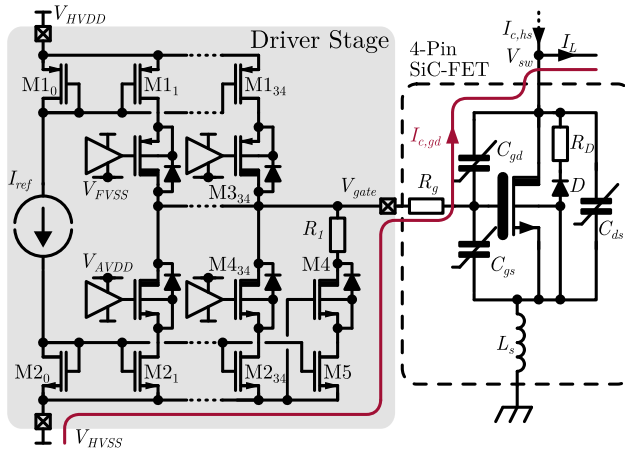 V_HVDD
Driver Stage
M1_0
M1_1
M1_34
V_FVSS
M3_34
I_ref
V_gate
R_1
V_AVDD
M4_34
M4
M2_0
M2_1
M2_34
M5
V_HVSS
4-Pin
SiC-FET
I_c,hs
V_sw
I_L
I_c,gd
C_gd
R_D
R_g
D
C_ds
C_gs
L_s